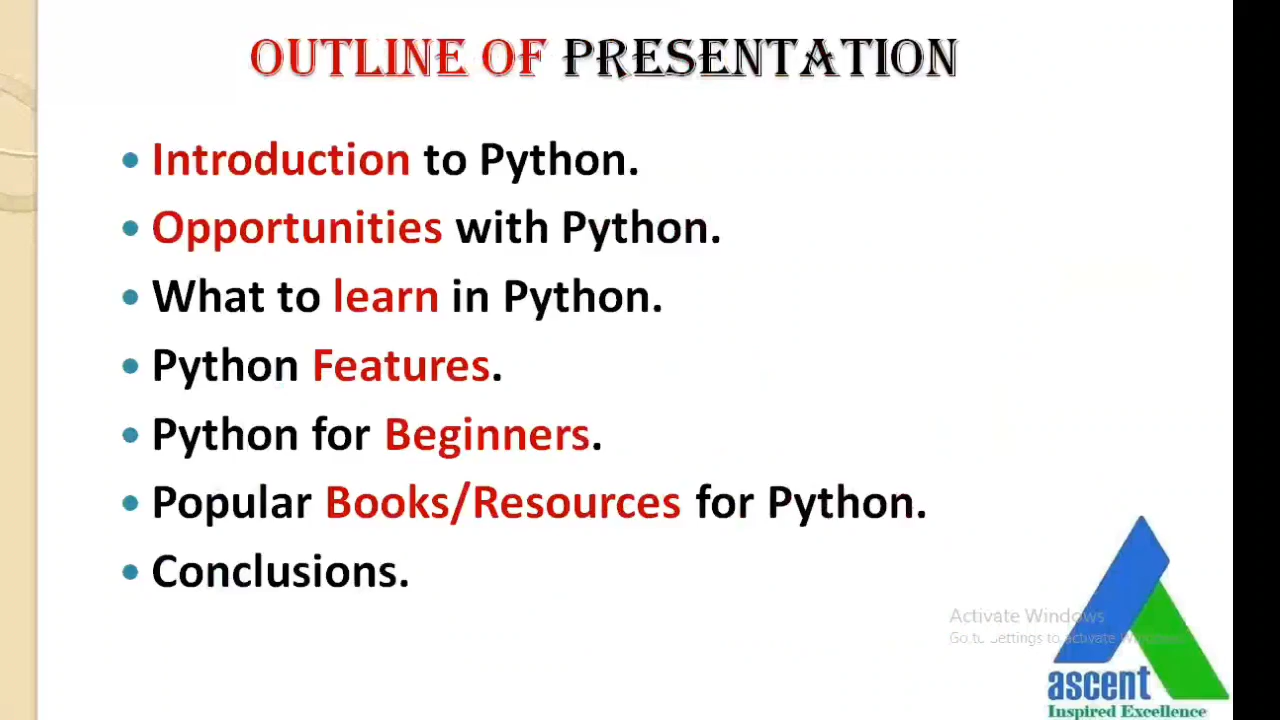 OUTLINE OF PRESENTATION
Introduction to Python.
Opportunities with Python.
What to learn in Python.
Python Features.
Python for Beginners.
Popular Books/Resources for Python.
Conclusions.
Activate Windows
Go to Settings to activate Windows.
ascent
Inspired Excellence